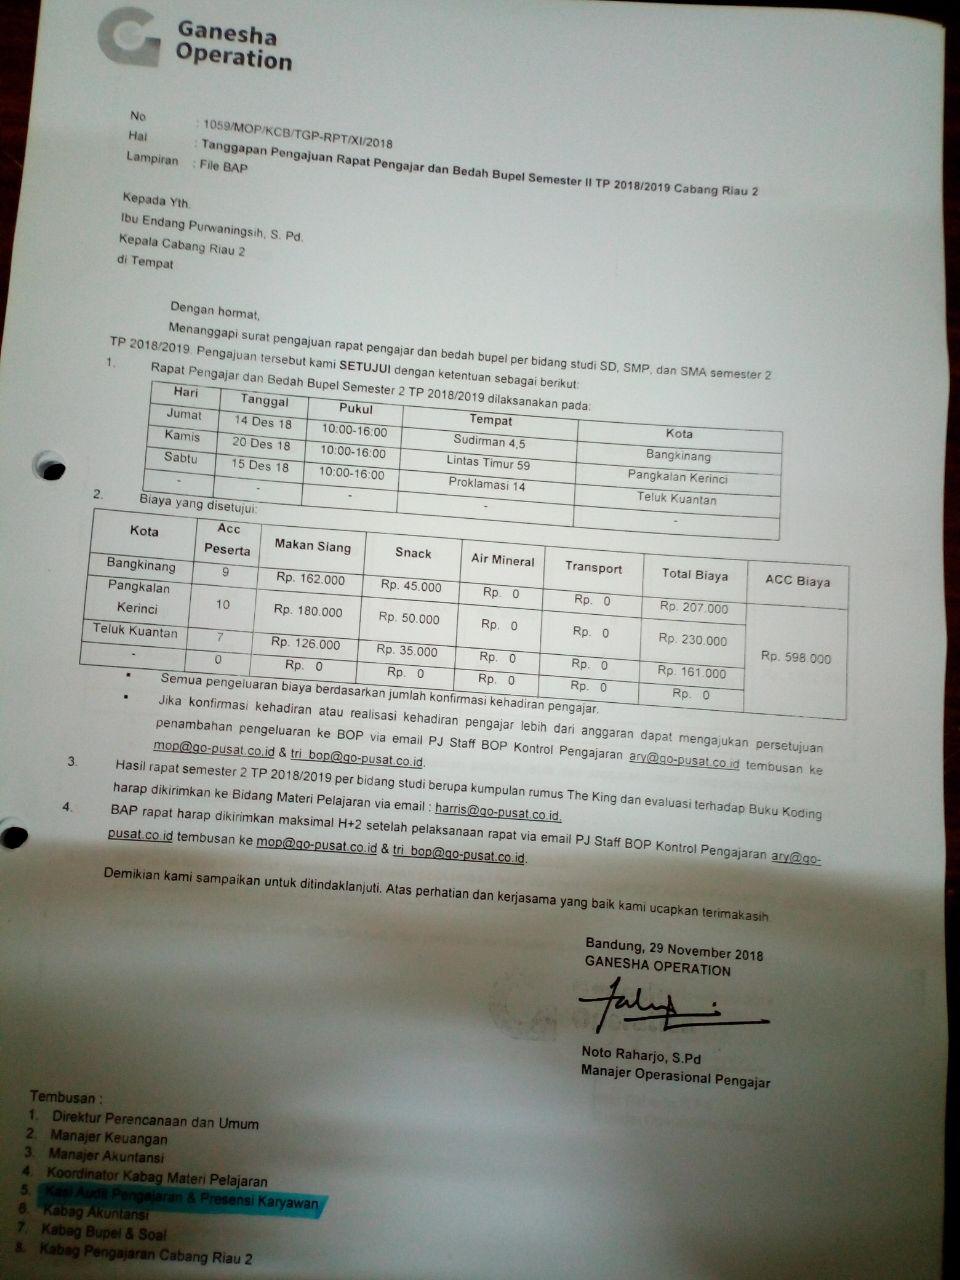 Ganesha
Operation
No : 1059/MOP/KCB/TGP-RPT/XI/2018
Hal : Tanggapan Pengajuan Rapat Pengajar dan Bedah Bupel Semester II TP 2018/2019 Cabang Riau 2
Lampiran : File BAP
Kepada Yth.
Ibu Endang Purwaningsih, S. Pd.
Kepala Cabang Riau 2
di Tempat
Dengan hormat,
Menanggapi surat pengajuan rapat pengajar dan bedah bupel per bidang studi SD, SMP, dan SMA semester 2
TP 2018/2019. Pengajuan tersebut kami SETUJUI dengan ketentuan sebagai berikut:
1. Rapat Pengajar dan Bedah Bupel Semester 2 TP 2018/2019 dilaksanakan pada:
Hari Tanggal Pukul Tempat Kota
Jumat 14 Des 18 10:00-16:00 Sudirman 4,5 Bangkinang
Kamis 20 Des 18 10:00-16:00 Lintas Timur 59 Pangkalan Kerinci
Sabtu 15 Des 18 10:00-16:00 Proklamasi 14 Teluk Kuantan
- - - - -
2. Biaya yang disetujui:
Kota Acc Peserta Makan Siang Snack Air Mineral Transport Total Biaya ACC Biaya
Bangkinang 9 Rp. 162.000 Rp. 45.000 Rp. 0 Rp. 0 Rp. 207.000
Pangkalan Kerinci 10 Rp. 180.000 Rp. 50.000 Rp. 0 Rp. 0 Rp. 230.000 Rp. 598.000
Teluk Kuantan 7 Rp. 126.000 Rp. 35.000 Rp. 0 Rp. 0 Rp. 161.000
- 0 Rp. 0 Rp. 0 Rp. 0 Rp. 0 Rp. 0
▪ Semua pengeluaran biaya berdasarkan jumlah konfirmasi kehadiran pengajar.
▪ Jika konfirmasi kehadiran atau realisasi kehadiran pengajar lebih dari anggaran dapat mengajukan persetujuan
penambahan pengeluaran ke BOP via email PJ Staff BOP Kontrol Pengajaran ary@go-pusat.co.id tembusan ke
mop@go-pusat.co.id & tri_bop@go-pusat.co.id.
3. Hasil rapat semester 2 TP 2018/2019 per bidang studi berupa kumpulan rumus The King dan evaluasi terhadap Buku Koding
harap dikirimkan ke Bidang Materi Pelajaran via email : harris@go-pusat.co.id.
4. BAP rapat harap dikirimkan maksimal H+2 setelah pelaksanaan rapat via email PJ Staff BOP Kontrol Pengajaran ary@go-
pusat.co.id tembusan ke mop@go-pusat.co.id & tri_bop@go-pusat.co.id.
Demikian kami sampaikan untuk ditindaklanjuti. Atas perhatian dan kerjasama yang baik kami ucapkan terimakasih
Bandung, 29 November 2018
GANESHA OPERATION
Noto Raharjo, S.Pd
Manajer Operasional Pengajar
Tembusan :
1. Direktur Perencanaan dan Umum
2. Manajer Keuangan
3. Manajer Akuntansi
4. Koordinator Kabag Materi Pelajaran
5. Kasi Audit Pengajaran & Presensi Karyawan
6. Kabag Akuntansi
7. Kabag Bupel & Soal
8. Kabag Pengajaran Cabang Riau 2